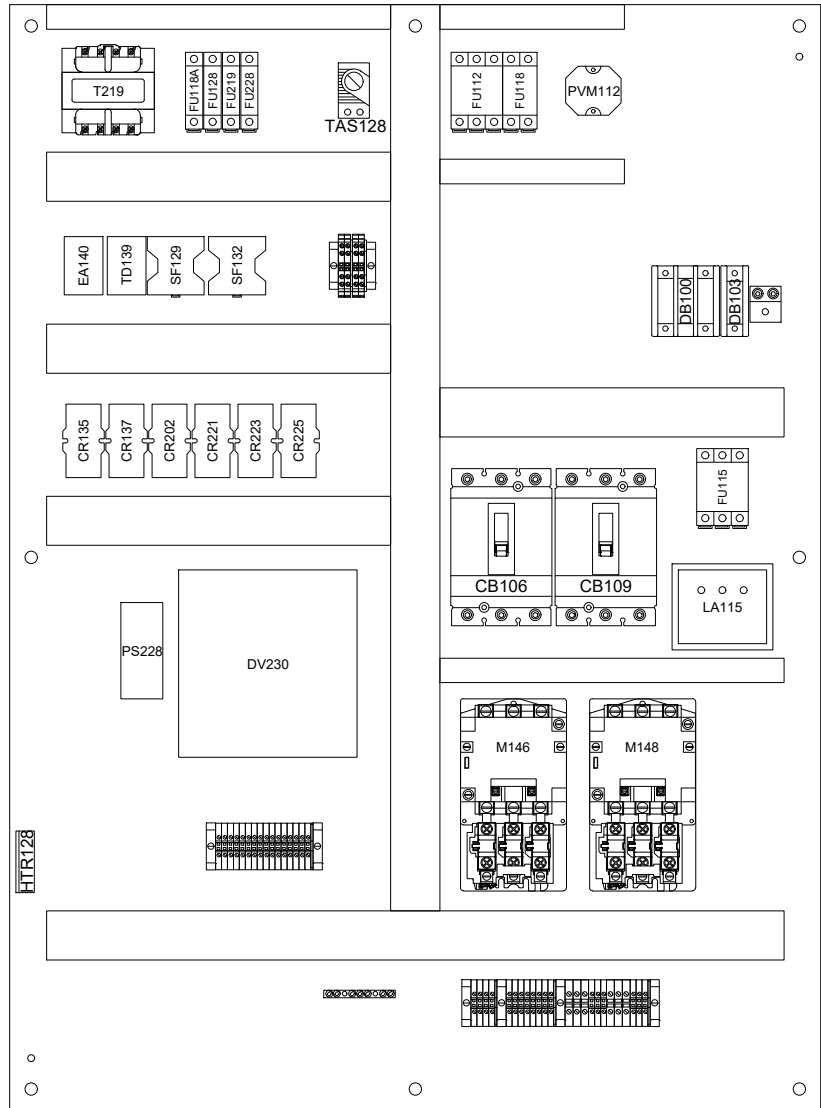 T219
FU118A
FU128
FU219
FU228
TAS128
FU112
FU118
PVM112
EA140
TD139
SF129
SF132
DB100
DB103
CR135
CR137
CR202
CR221
CR223
CR225
FU115
CB106
CB109
LA115
PS228
DV230
M146
M148
HTR128